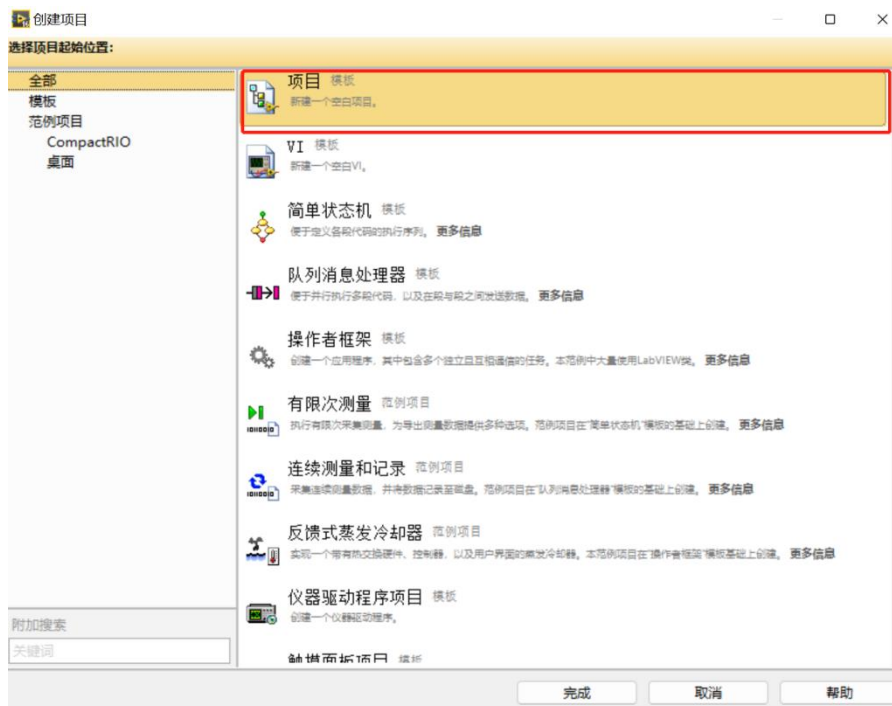 创建项目
选择项目起始位置:
全部
模板
范例项目
CompactRIO
桌面
附加搜索
关键词
项目 模板
新建一个空白项目。
VI 模板
新建一个空白VI。
简单状态机 模板
便于定义各段代码的执行序列。 更多信息
队列消息处理器 模板
便于并行执行多段代码，以及在段与段之间发送数据。 更多信息
操作者框架 模板
创建一个应用程序，其中包含多个独立且互相通信的任务。本范例中大量使用LabVIEW类。 更多信息
有限次测量 范例项目
执行有限次采集测量，为导出测量数据提供多种选项。范例项目在“简单状态机”模板的基础上创建。 更多信息
连续测量和记录 范例项目
采集连续测量数据，并将数据记录至磁盘。范例项目在“队列消息处理器”模板的基础上创建。 更多信息
反馈式蒸发冷却器 范例项目
实现一个带有热交换硬件、控制器，以及用户界面的蒸发冷却器。本范例项目在“操作者框架”模板基础上创建。 更多信息
仪器驱动程序项目 模板
创建一个仪器驱动程序。
触摸面板项目 模板
完成
取消
帮助